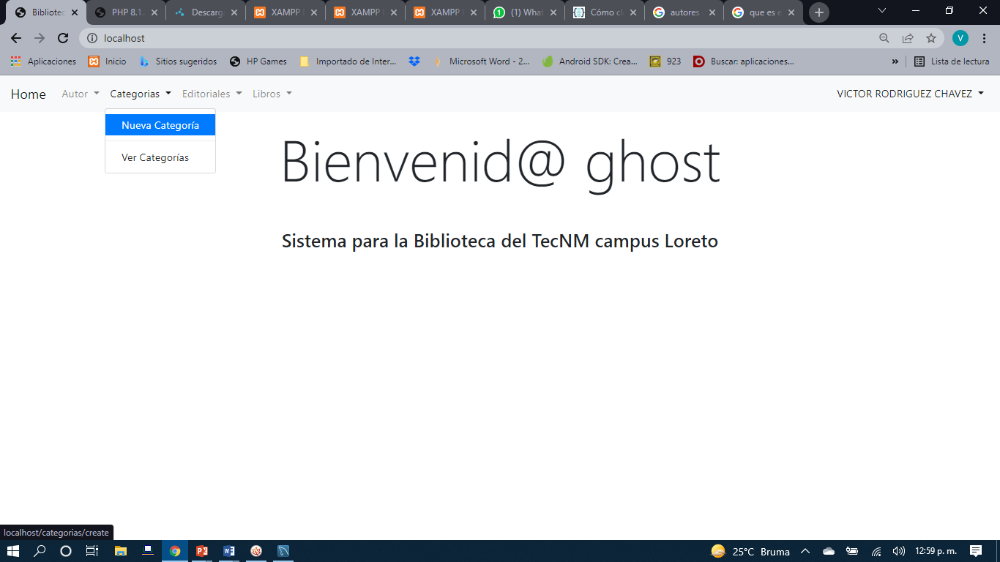 Bibliotec
PHP 8.1.
Descarg
XAMPP
XAMPP
XAMPP
(1) What
Cómo c
autores
que es e
localhost
V
Aplicaciones
Inicio
Sitios sugeridos
HP Games
Importado de Inter...
Microsoft Word - 2...
Android SDK: Crea...
923
Buscar: aplicaciones...
»
Lista de lectura
Home
Autor
Categorias
Editoriales
Libros
VICTOR RODRIGUEZ CHAVEZ
Nueva Categoría
Ver Categorías
Bienvenid@ ghost
Sistema para la Biblioteca del TecNM campus Loreto
localhost/categorias/create
25°C Bruma
12:59 p. m.